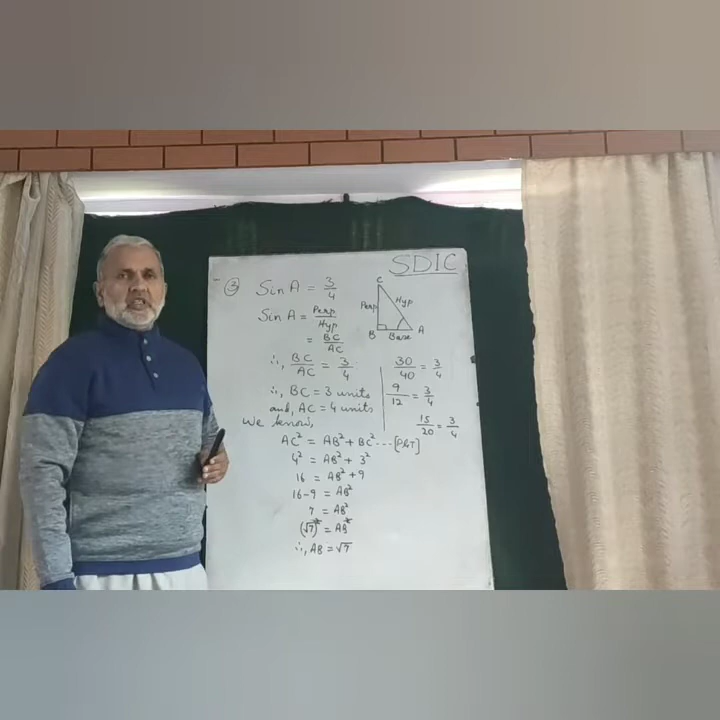 SDIC
③ Sin A = 3/4
Sin A = Perp/Hyp
= BC/AC
∴, BC/AC = 3/4
∴, BC = 3 units
and, AC = 4 units
We know,
AC² = AB² + BC² ---- [PGT]
4² = AB² + 3²
16 = AB² + 9
16-9 = AB²
7 = AB²
(√7)² = AB²
∴, AB = √7
C
Perp Hyp
B A
Base
30/40 = 3/4
9/12 = 3/4
15/20 = 3/4